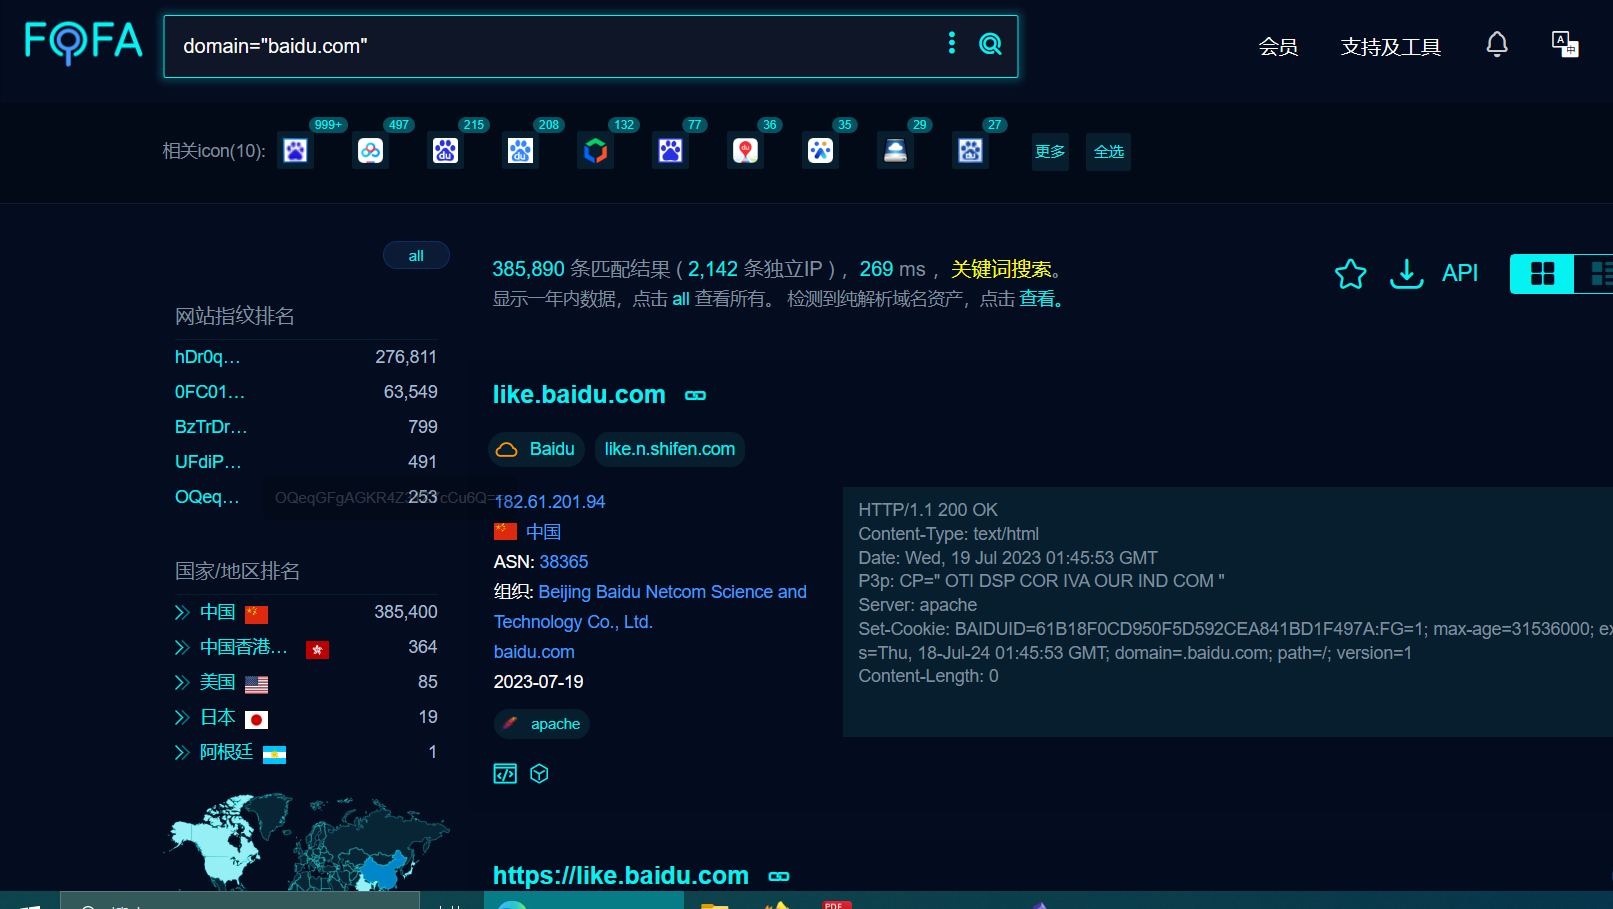 FOFA
domain="baidu.com"
会员
支持及工具
相关icon(10):
999+
497
215
208
132
77
36
35
29
27
更多
全选
all
385,890 条匹配结果 ( 2,142 条独立IP ) ，269 ms ，关键词搜索。
显示一年内数据，点击 all 查看所有。 检测到纯解析域名资产，点击 查看。
API
网站指纹排名
hDr0q... 276,811
0FC01... 63,549
BzTrDr... 799
UFdiP... 491
OQeq... 253
国家/地区排名
中国 385,400
中国香港... 364
美国 85
日本 19
阿根廷 1
like.baidu.com
Baidu
like.n.shifen.com
182.61.201.94
中国
ASN: 38365
组织: Beijing Baidu Netcom Science and
Technology Co., Ltd.
baidu.com
2023-07-19
apache
HTTP/1.1 200 OK
Content-Type: text/html
Date: Wed, 19 Jul 2023 01:45:53 GMT
P3p: CP=" OTI DSP COR IVA OUR IND COM "
Server: apache
Set-Cookie: BAIDUID=61B18F0CD950F5D592CEA841BD1F497A:FG=1; max-age=31536000; ex
s=Thu, 18-Jul-24 01:45:53 GMT; domain=.baidu.com; path=/; version=1
Content-Length: 0
https://like.baidu.com
PDF